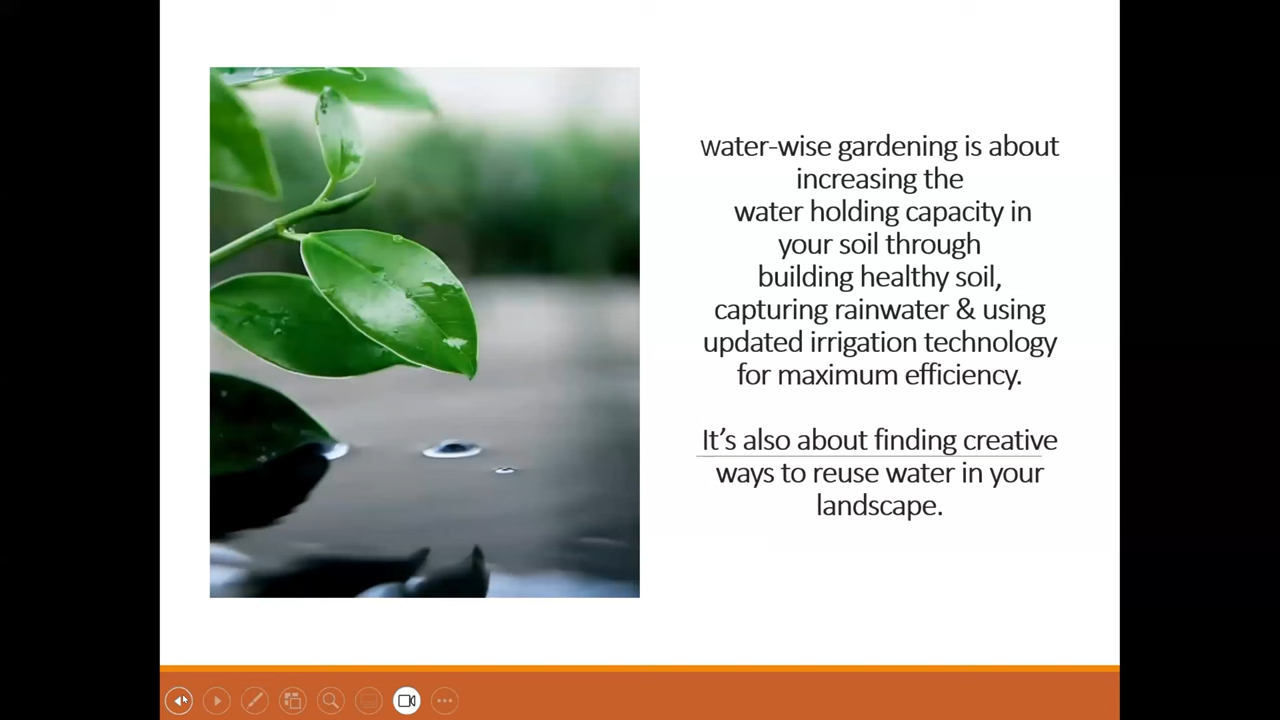 water-wise gardening is about
increasing the
water holding capacity in
your soil through
building healthy soil,
capturing rainwater & using
updated irrigation technology
for maximum efficiency.
It’s also about finding creative
ways to reuse water in your
landscape.